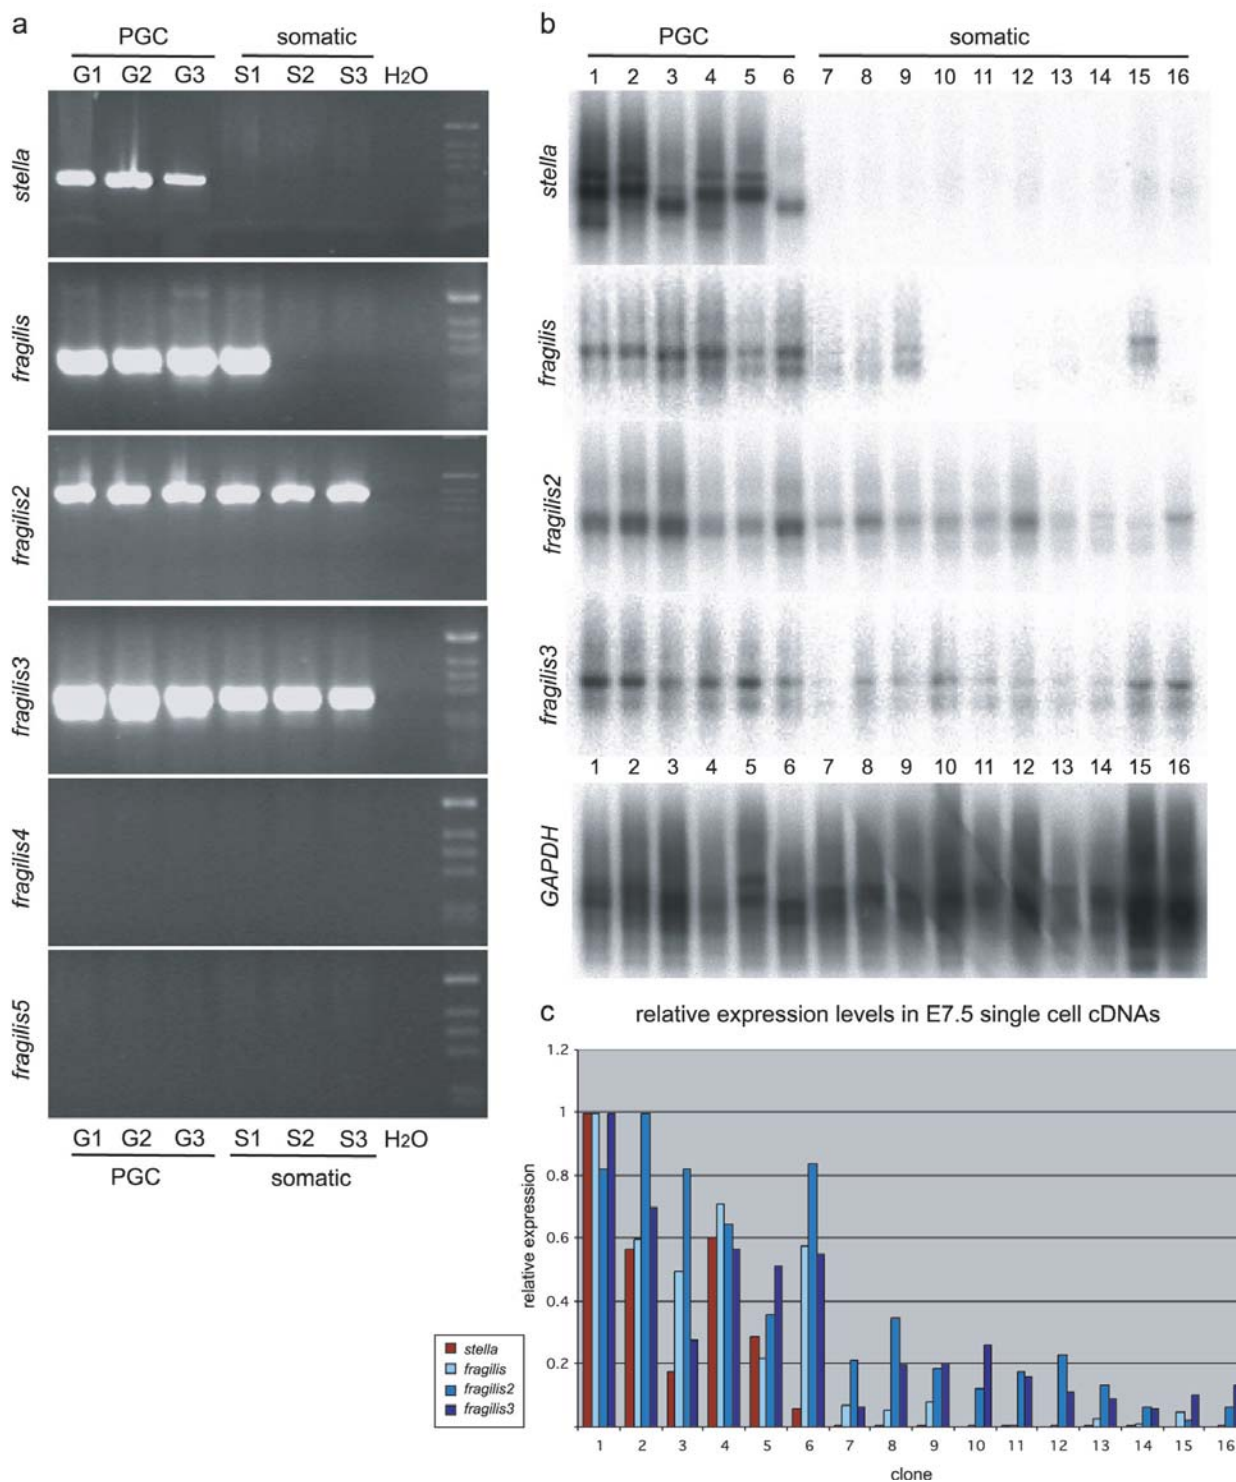 a
PGC somatic
G1 G2 G3 S1 S2 S3 H2O
stella
fragilis
fragilis2
fragilis3
fragilis4
fragilis5
G1 G2 G3 S1 S2 S3 H2O
PGC somatic
b
PGC somatic
1 2 3 4 5 6 7 8 9 10 11 12 13 14 15 16
stella
fragilis
fragilis2
fragilis3
1 2 3 4 5 6 7 8 9 10 11 12 13 14 15 16
GAPDH
c relative expression levels in E7.5 single cell cDNAs
1.2
1
0.8
0.6
0.4
0.2
relative expression
1 2 3 4 5 6 7 8 9 10 11 12 13 14 15 16
clone
stella
fragilis
fragilis2
fragilis3